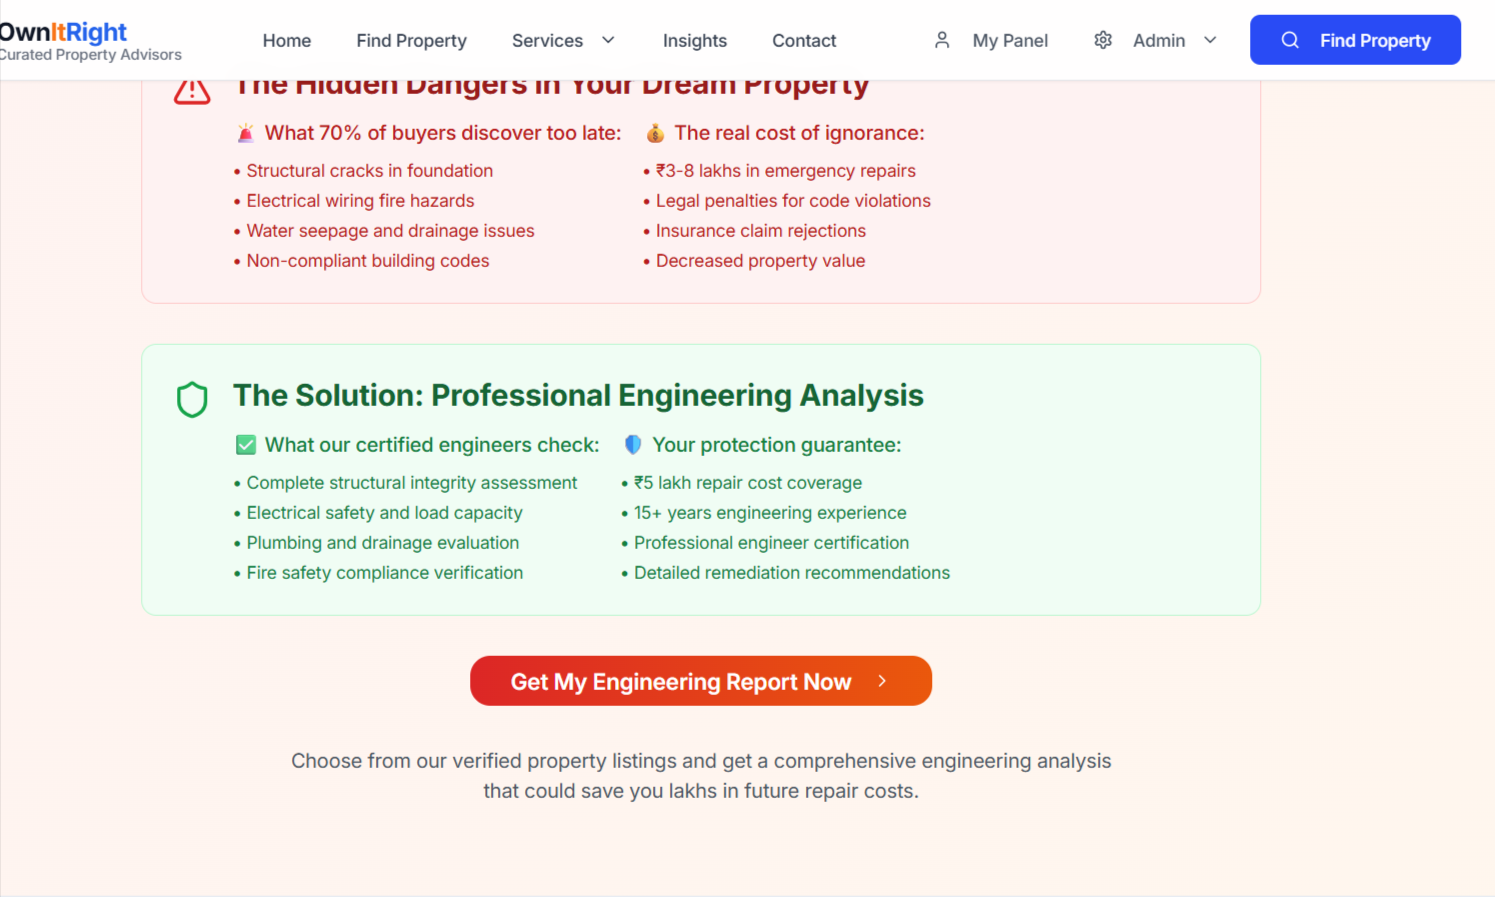 OwnItRight
Curated Property Advisors
Home
Find Property
Services
Insights
Contact
My Panel
Admin
Find Property
The Hidden Dangers in Your Dream Property
🚨 What 70% of buyers discover too late:
• Structural cracks in foundation
• Electrical wiring fire hazards
• Water seepage and drainage issues
• Non-compliant building codes
💰 The real cost of ignorance:
• ₹3-8 lakhs in emergency repairs
• Legal penalties for code violations
• Insurance claim rejections
• Decreased property value
The Solution: Professional Engineering Analysis
✅ What our certified engineers check:
• Complete structural integrity assessment
• Electrical safety and load capacity
• Plumbing and drainage evaluation
• Fire safety compliance verification
🛡️ Your protection guarantee:
• ₹5 lakh repair cost coverage
• 15+ years engineering experience
• Professional engineer certification
• Detailed remediation recommendations
Get My Engineering Report Now
Choose from our verified property listings and get a comprehensive engineering analysis
that could save you lakhs in future repair costs.